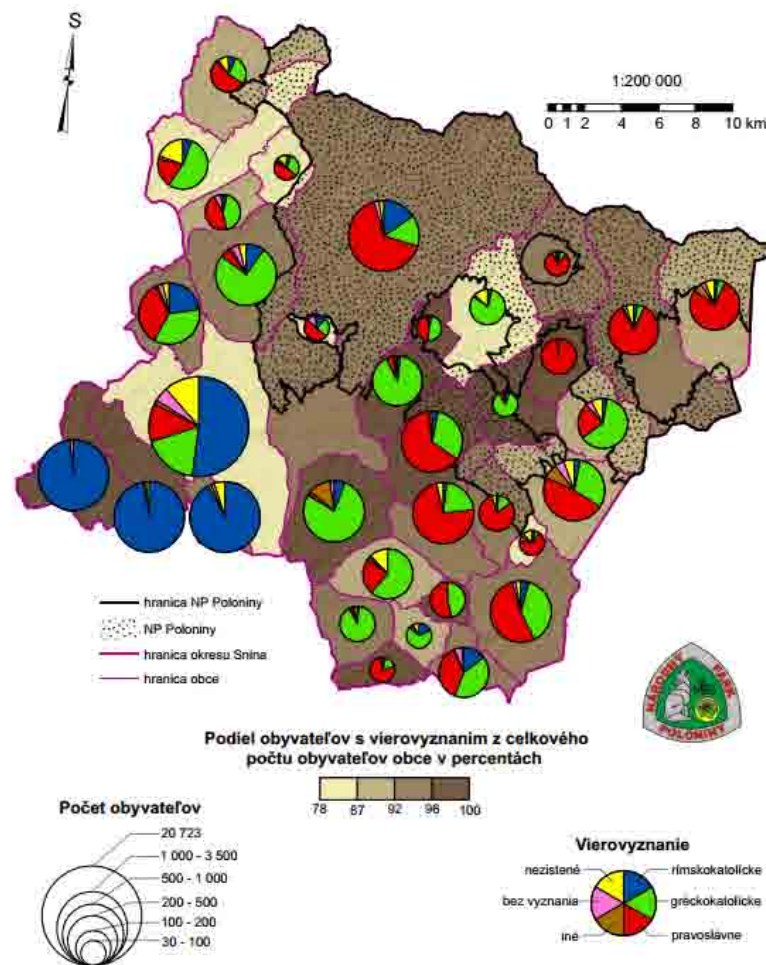 S
1:200 000
0 1 2 4 6 8 10 km
hranica NP Poloniny
NP Poloniny
hranica okresu Snina
hranica obce
NÁRODNÝ PARK
POLONINY
Podiel obyvateľov s vierovyznaním z celkového
počtu obyvateľov obce v percentách
78 87 92 96 100
Počet obyvateľov
20 723
1 000 - 3 500
500 - 1 000
200 - 500
100 - 200
30 - 100
Vierovyznanie
nezistené
rímskokatolícke
bez vyznania
gréckokatolícke
iné
pravoslávne